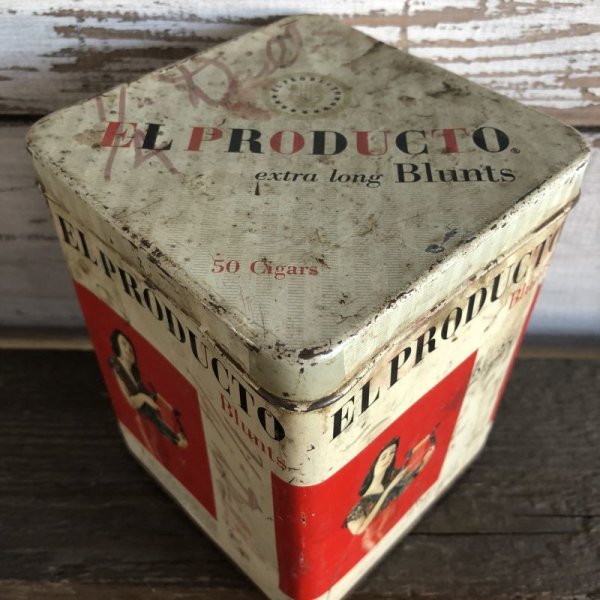 EL PRODUCTO®
extra long Blunts
50 Cigars
EL PRODUCTO
Blunts
EL PRODUCTO